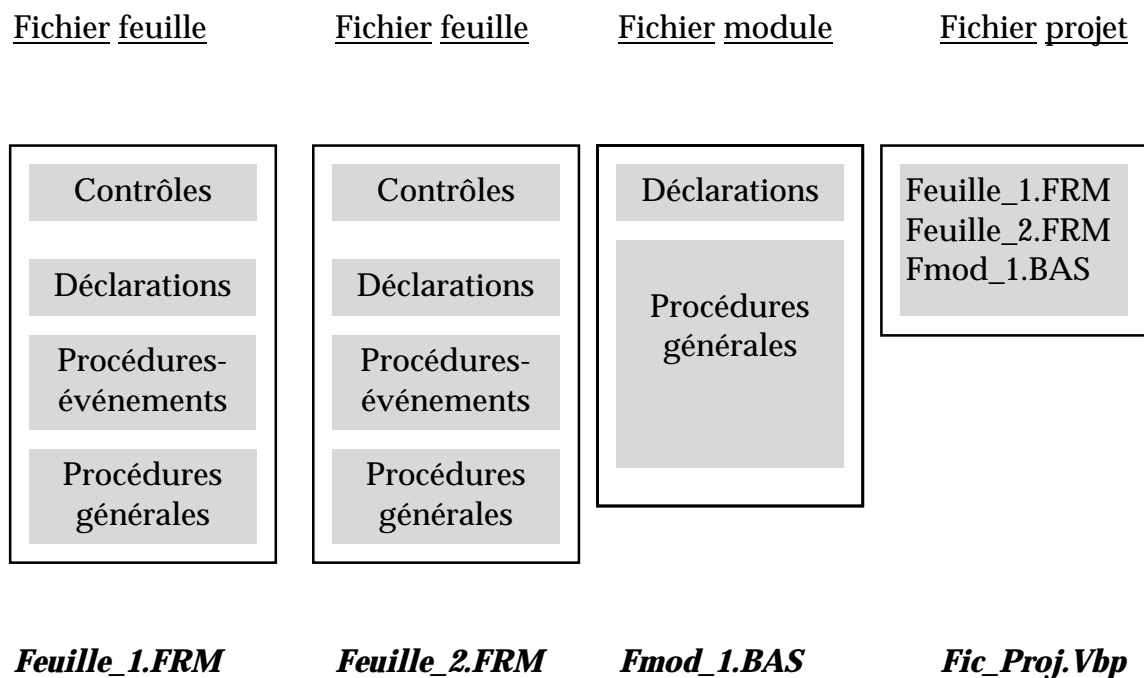 Fichier feuille
Fichier feuille
Fichier module
Fichier projet
Contrôles
Déclarations
Procédures-
événements
Procédures
générales
Contrôles
Déclarations
Procédures-
événements
Procédures
générales
Déclarations
Procédures
générales
Feuille_1.FRM
Feuille_2.FRM
Fmod_1.BAS
Feuille_1.FRM
Feuille_2.FRM
Fmod_1.BAS
Fic_Proj.Vbp